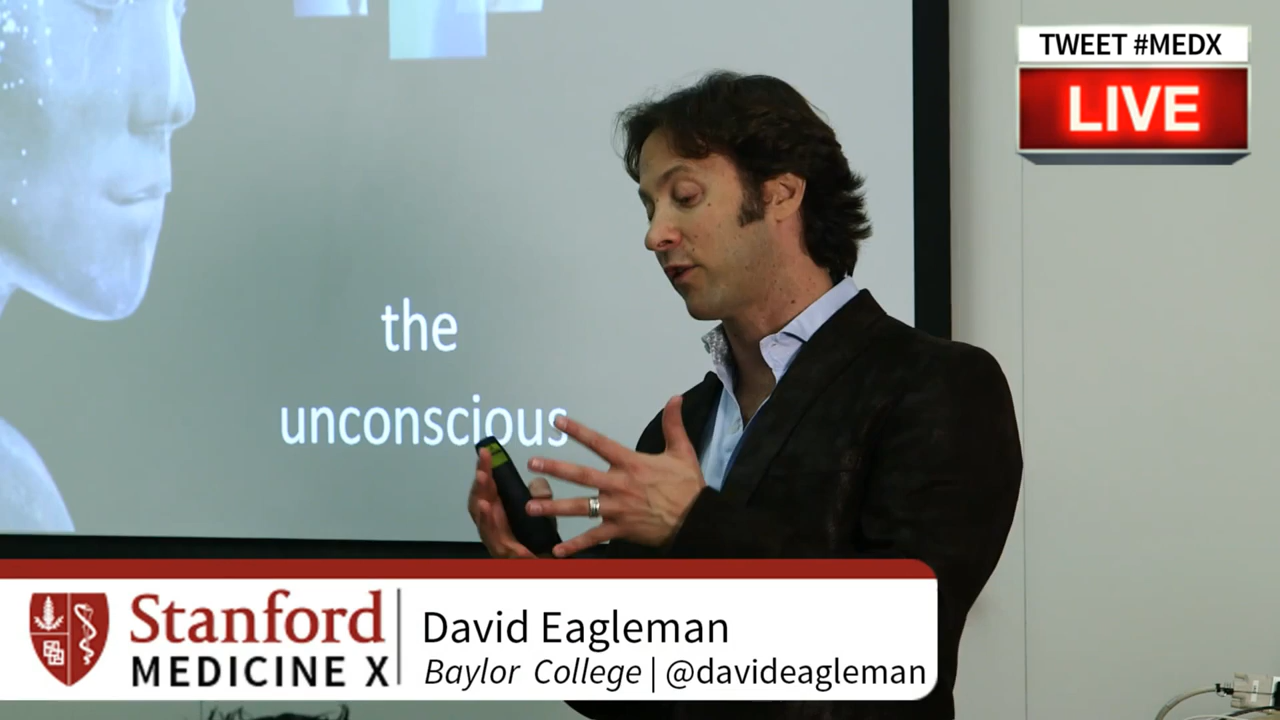 TWEET #MEDX
LIVE
the
unconscious
Stanford
MEDICINE X
David Eagleman
Baylor College | @davideagleman